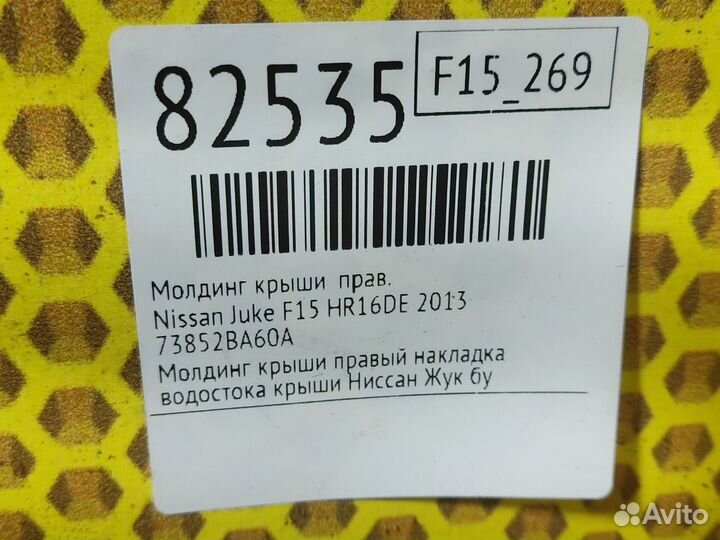 82535
F15_269
Молдинг крыши прав.
Nissan Juke F15 HR16DE 2013
73852BA60A
Молдинг крыши правый накладка
водостока крыши Ниссан Жук бу
Avito